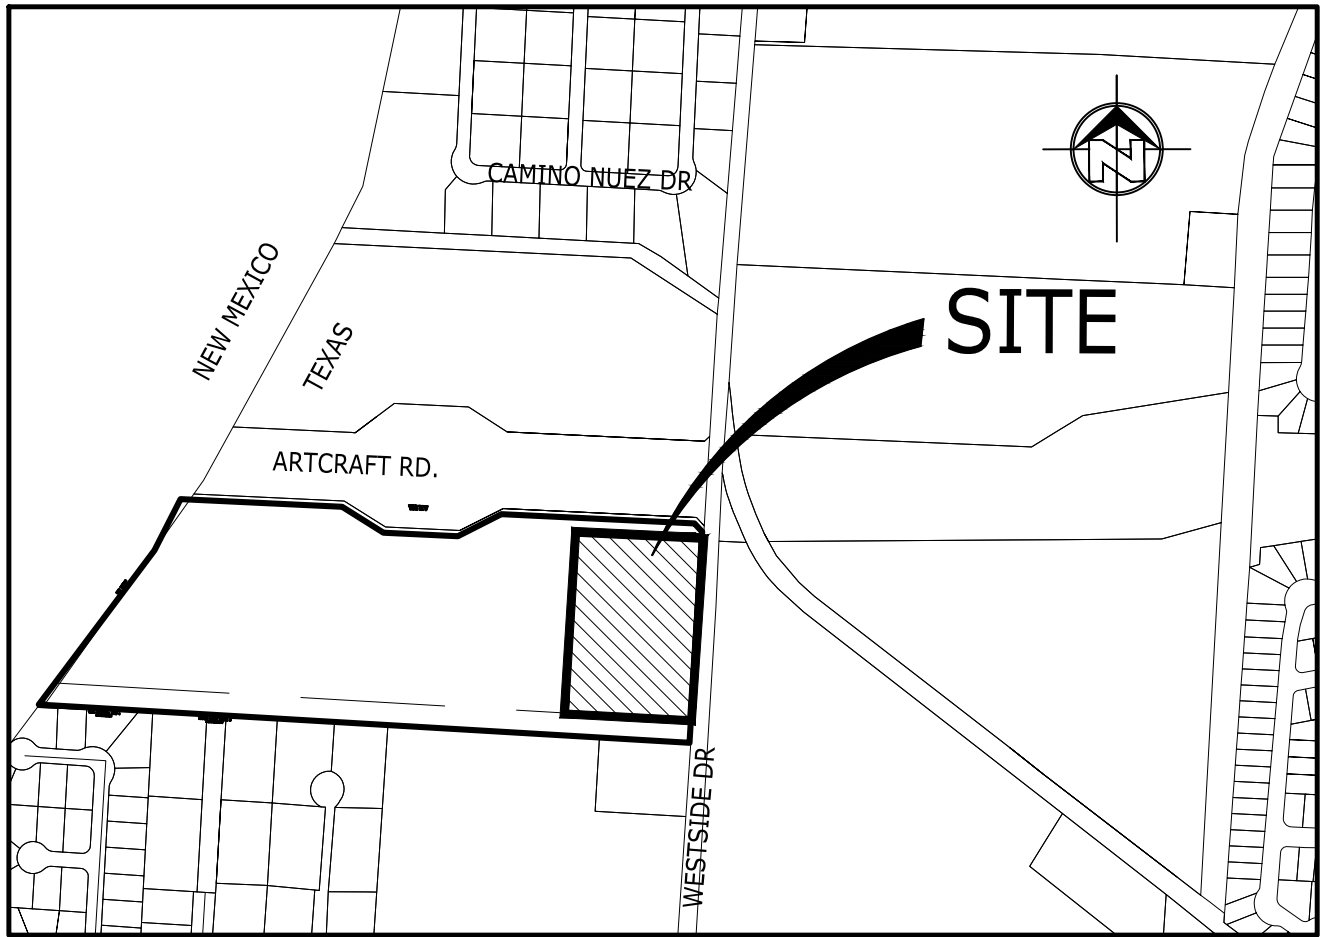 CAMINO NUEZ DR
N
NEW MEXICO
TEXAS
SITE
ARTCRAFT RD.
WESTSIDE DR